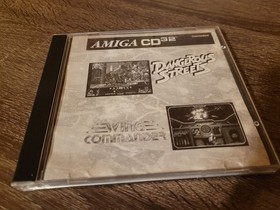 AMIGA CD32
DANGEROUS
STREETS
WING
COMMANDER